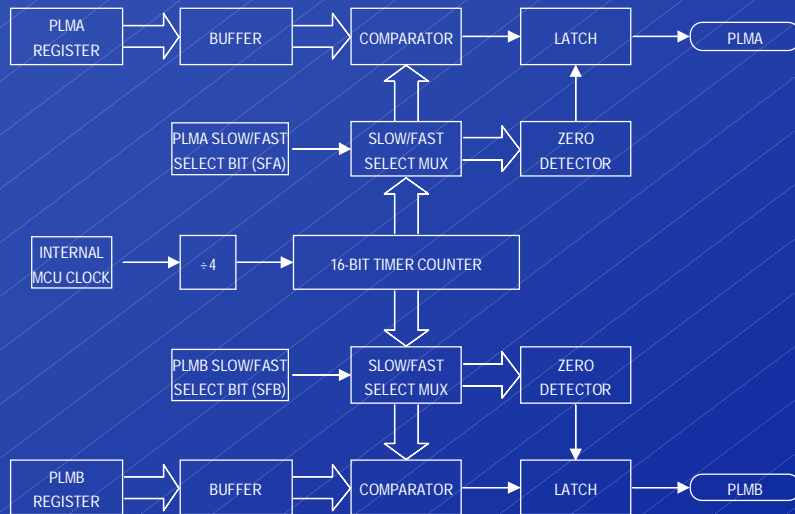 PLMA
REGISTER
BUFFER
COMPARATOR
LATCH
PLMA
PLMA SLOW/FAST
SELECT BIT (SFA)
SLOW/FAST
SELECT MUX
ZERO
DETECTOR
INTERNAL
MCU CLOCK
÷4
16-BIT TIMER COUNTER
PLMB SLOW/FAST
SELECT BIT (SFB)
SLOW/FAST
SELECT MUX
ZERO
DETECTOR
PLMB
REGISTER
BUFFER
COMPARATOR
LATCH
PLMB